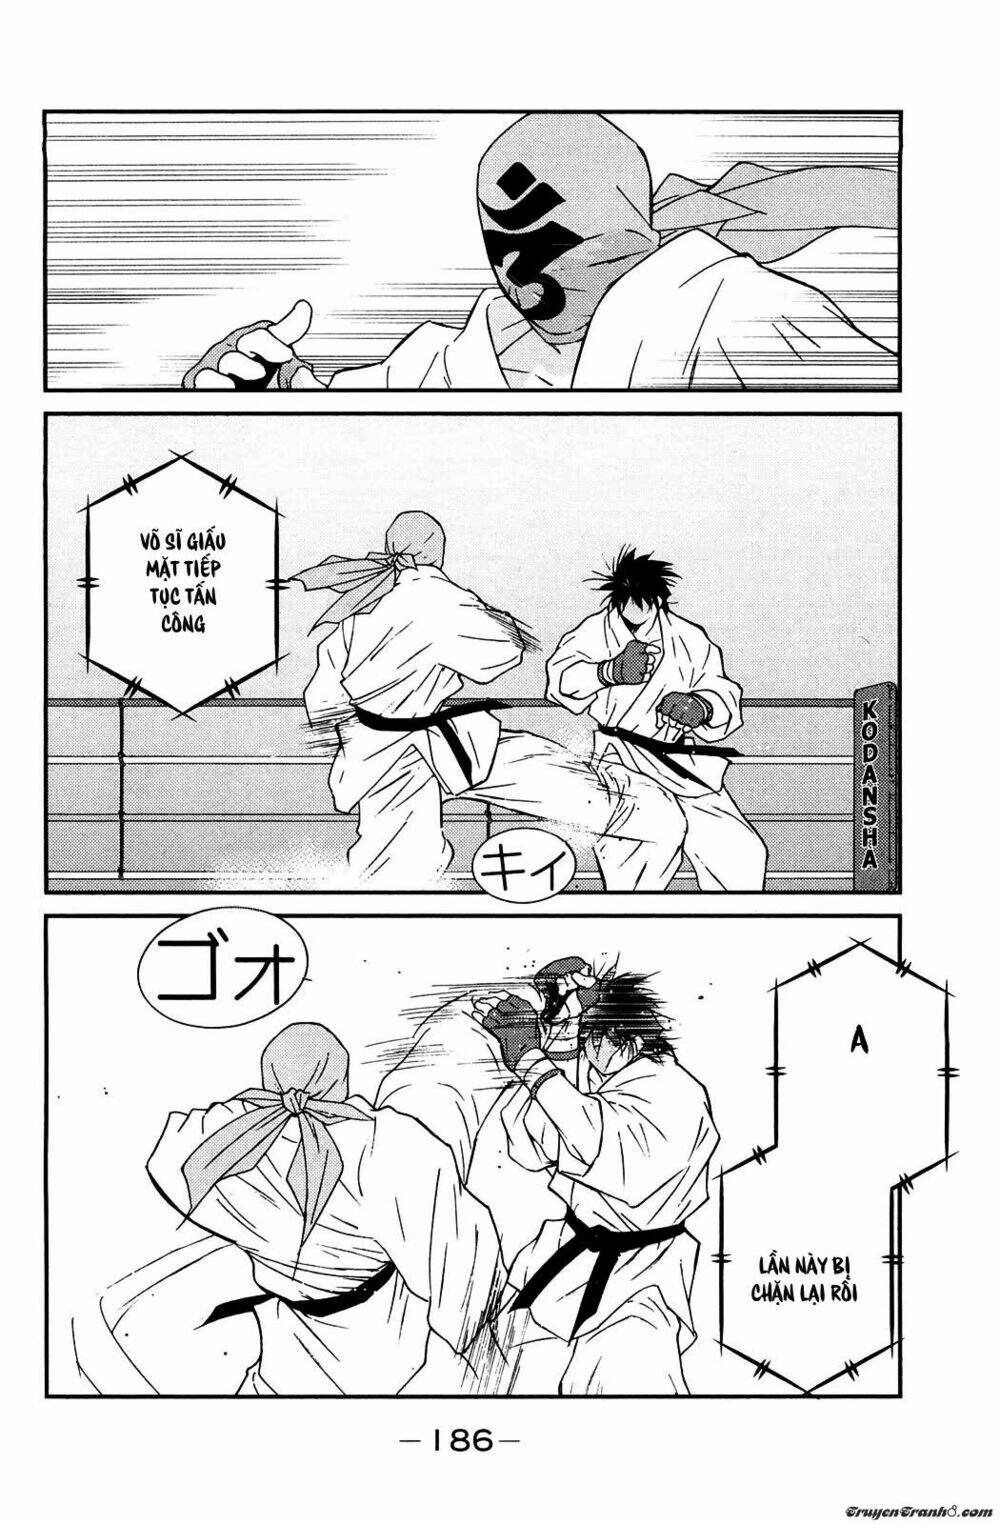 VÕ SĨ GIẤU
MẶT TIẾP
TỤC TẤN
CÔNG
KODANSHA
キィ
ゴォ
A
LẦN NÀY BỊ
CHẶN LẠI RỒI
—186—
TruyenTranh8.com